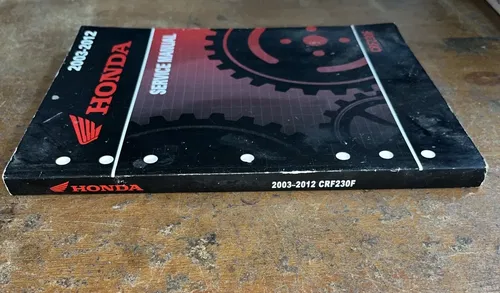 2003-2012
HONDA
SERVICE MANUAL
CRF230F
HONDA
2003-2012 CRF230F